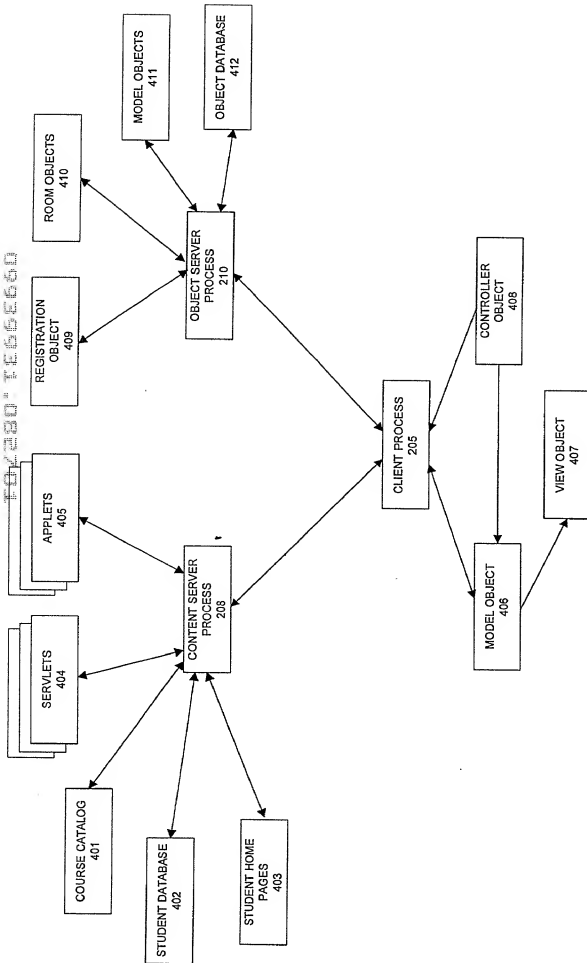 COURSE CATALOG
401
STUDENT DATABASE
402
STUDENT HOME
PAGES
403
SERVLETS
404
APPLETS
405
CONTENT SERVER
PROCESS
208
REGISTRATION
OBJECT
409
ROOM OBJECTS
410
MODEL OBJECTS
411
OBJECT DATABASE
412
OBJECT SERVER
PROCESS
210
CLIENT PROCESS
205
MODEL OBJECT
406
CONTROLLER
OBJECT
408
VIEW OBJECT
407